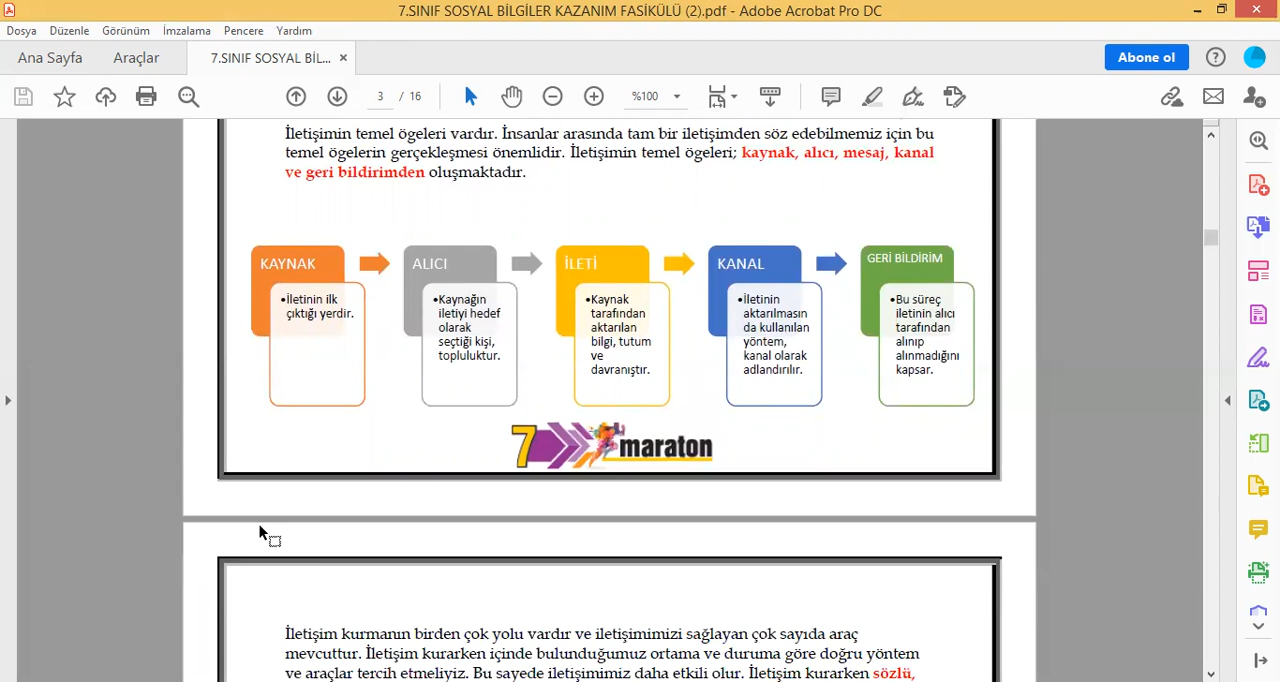 7.SINIF SOSYAL BİLGİLER KAZANIM FASİKÜLÜ (2).pdf - Adobe Acrobat Pro DC
Dosya Düzenle Görünüm İmzalama Pencere Yardım
Ana Sayfa Araçlar 7.SINIF SOSYAL BİL... × Abone ol
3 / 16 %100
İletişimin temel ögeleri vardır. İnsanlar arasında tam bir iletişimden söz edebilmemiz için bu
temel ögelerin gerçekleşmesi önemlidir. İletişimin temel ögeleri; kaynak, alıcı, mesaj, kanal
ve geri bildirimden oluşmaktadır.
KAYNAK
•İletinin ilk
çıktığı yerdir.
ALICI
•Kaynağın
iletiyi hedef
olarak
seçtiği kişi,
topluluktur.
İLETİ
•Kaynak
tarafından
aktarılan
bilgi, tutum
ve
davranıştır.
KANAL
•İletinin
aktarılmasın
da kullanılan
yöntem,
kanal olarak
adlandırılır.
GERİ BİLDİRİM
•Bu süreç
iletinin alıcı
tarafından
alınıp
alınmadığını
kapsar.
7 maraton
İletişim kurmanın birden çok yolu vardır ve iletişimimizi sağlayan çok sayıda araç
mevcuttur. İletişim kurarken içinde bulunduğumuz ortama ve duruma göre doğru yöntem
ve araçlar tercih etmeliyiz. Bu sayede iletişimimiz daha etkili olur. İletişim kurarken sözlü,